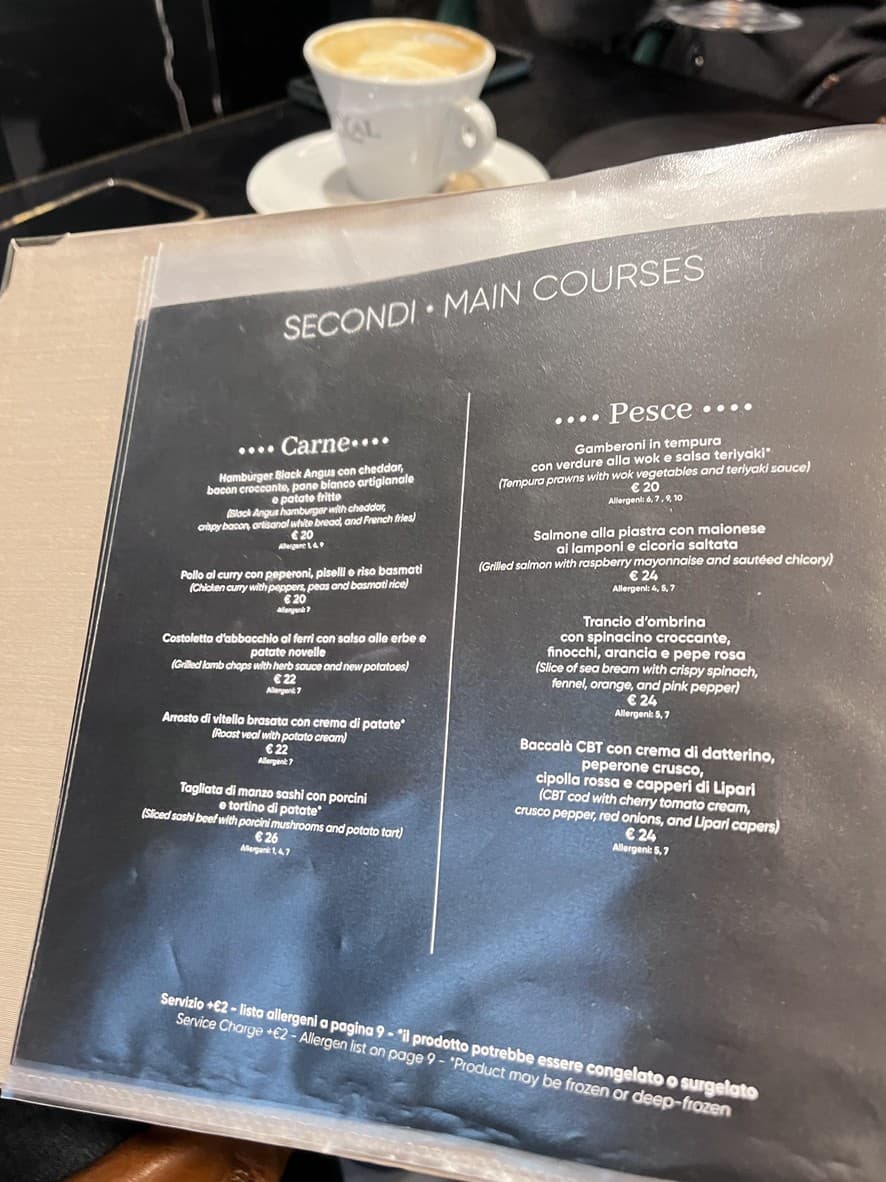 SECONDI • MAIN COURSES
•••• Carne ••••
Hamburger Black Angus con cheddar,
bacon croccante, pane bianco artigianale
e patate fritte
(Black Angus hamburger with cheddar,
crispy bacon, artisanal white bread, and French fries)
€ 20
Allergeni:
Pollo al curry con peperoni, piselli e riso basmati
(Chicken curry with peppers, peas and basmati rice)
€ 20
Allergeni: 7
Costoletta d'abbacchio ai ferri con salsa alle erbe e
patate novelle
(Grilled lamb chops with herb sauce and new potatoes)
€ 22
Allergeni: 7
Arrosto di vitella brasata con crema di patate*
(Roast veal with potato cream)
€ 22
Allergeni: 7
Tagliata di manzo sashi con porcini
e tortino di patate*
(Sliced sashi beef with porcini mushrooms and potato tart)
€ 26
Allergeni: 1, 4, 7
•••• Pesce ••••
Gamberoni in tempura
con verdure alla wok e salsa teriyaki*
(Tempura prawns with wok vegetables and teriyaki sauce)
€ 20
Allergeni: 6, 7, 9, 10
Salmone alla piastra con maionese
ai lamponi e cicoria saltata
(Grilled salmon with raspberry mayonnaise and sautéed chicory)
€ 24
Allergeni: 4, 5, 7
Trancio d'ombrina
con spinacino croccante,
finocchi, arancia e pepe rosa
(Slice of sea bream with crispy spinach,
fennel, orange, and pink pepper)
€ 24
Allergeni: 5, 7
Baccalà CBT con crema di datterino,
peperone crusco,
cipolla rossa e capperi di Lipari
(CBT cod with cherry tomato cream,
crusco pepper, red onions, and Lipari capers)
€ 24
Allergeni: 5, 7
Servizio +€2 - lista allergeni a pagina 9 - *il prodotto potrebbe essere congelato o surgelato
Service Charge +€2 - Allergen list on page 9 - *Product may be frozen or deep-frozen